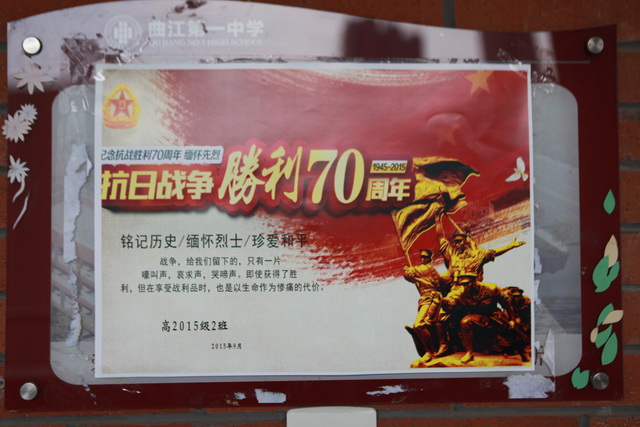 曲江第一中学
QUJIANG NO.1 HIGH SCHOOL
纪念抗战胜利70周年 缅怀先烈
抗日战争胜利70周年
1945-2015
铭记历史/缅怀烈士/珍爱和平
战争，给我们留下的，只有一片
嚎叫声，哀求声，哭啼声，即使获得了胜
利，但在享受战利品时，也是以生命作为惨痛的代价。
高2015级2班
2015年9月